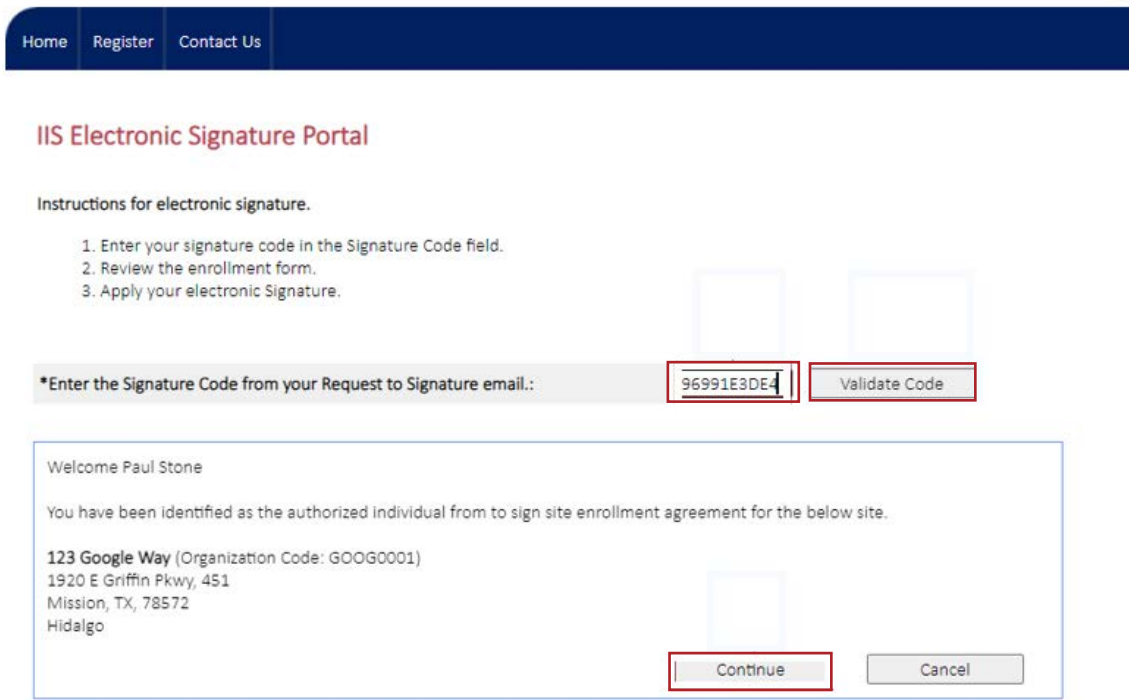 Home Register Contact Us
IIS Electronic Signature Portal
Instructions for electronic signature.
1. Enter your signature code in the Signature Code field.
2. Review the enrollment form.
3. Apply your electronic Signature.
*Enter the Signature Code from your Request to Signature email.: 96991E3DE4 Validate Code
Welcome Paul Stone
You have been identified as the authorized individual from to sign site enrollment agreement for the below site.
123 Google Way (Organization Code: GOOG0001)
1920 E Griffin Pkwy, 451
Mission, TX, 78572
Hidalgo
Continue Cancel